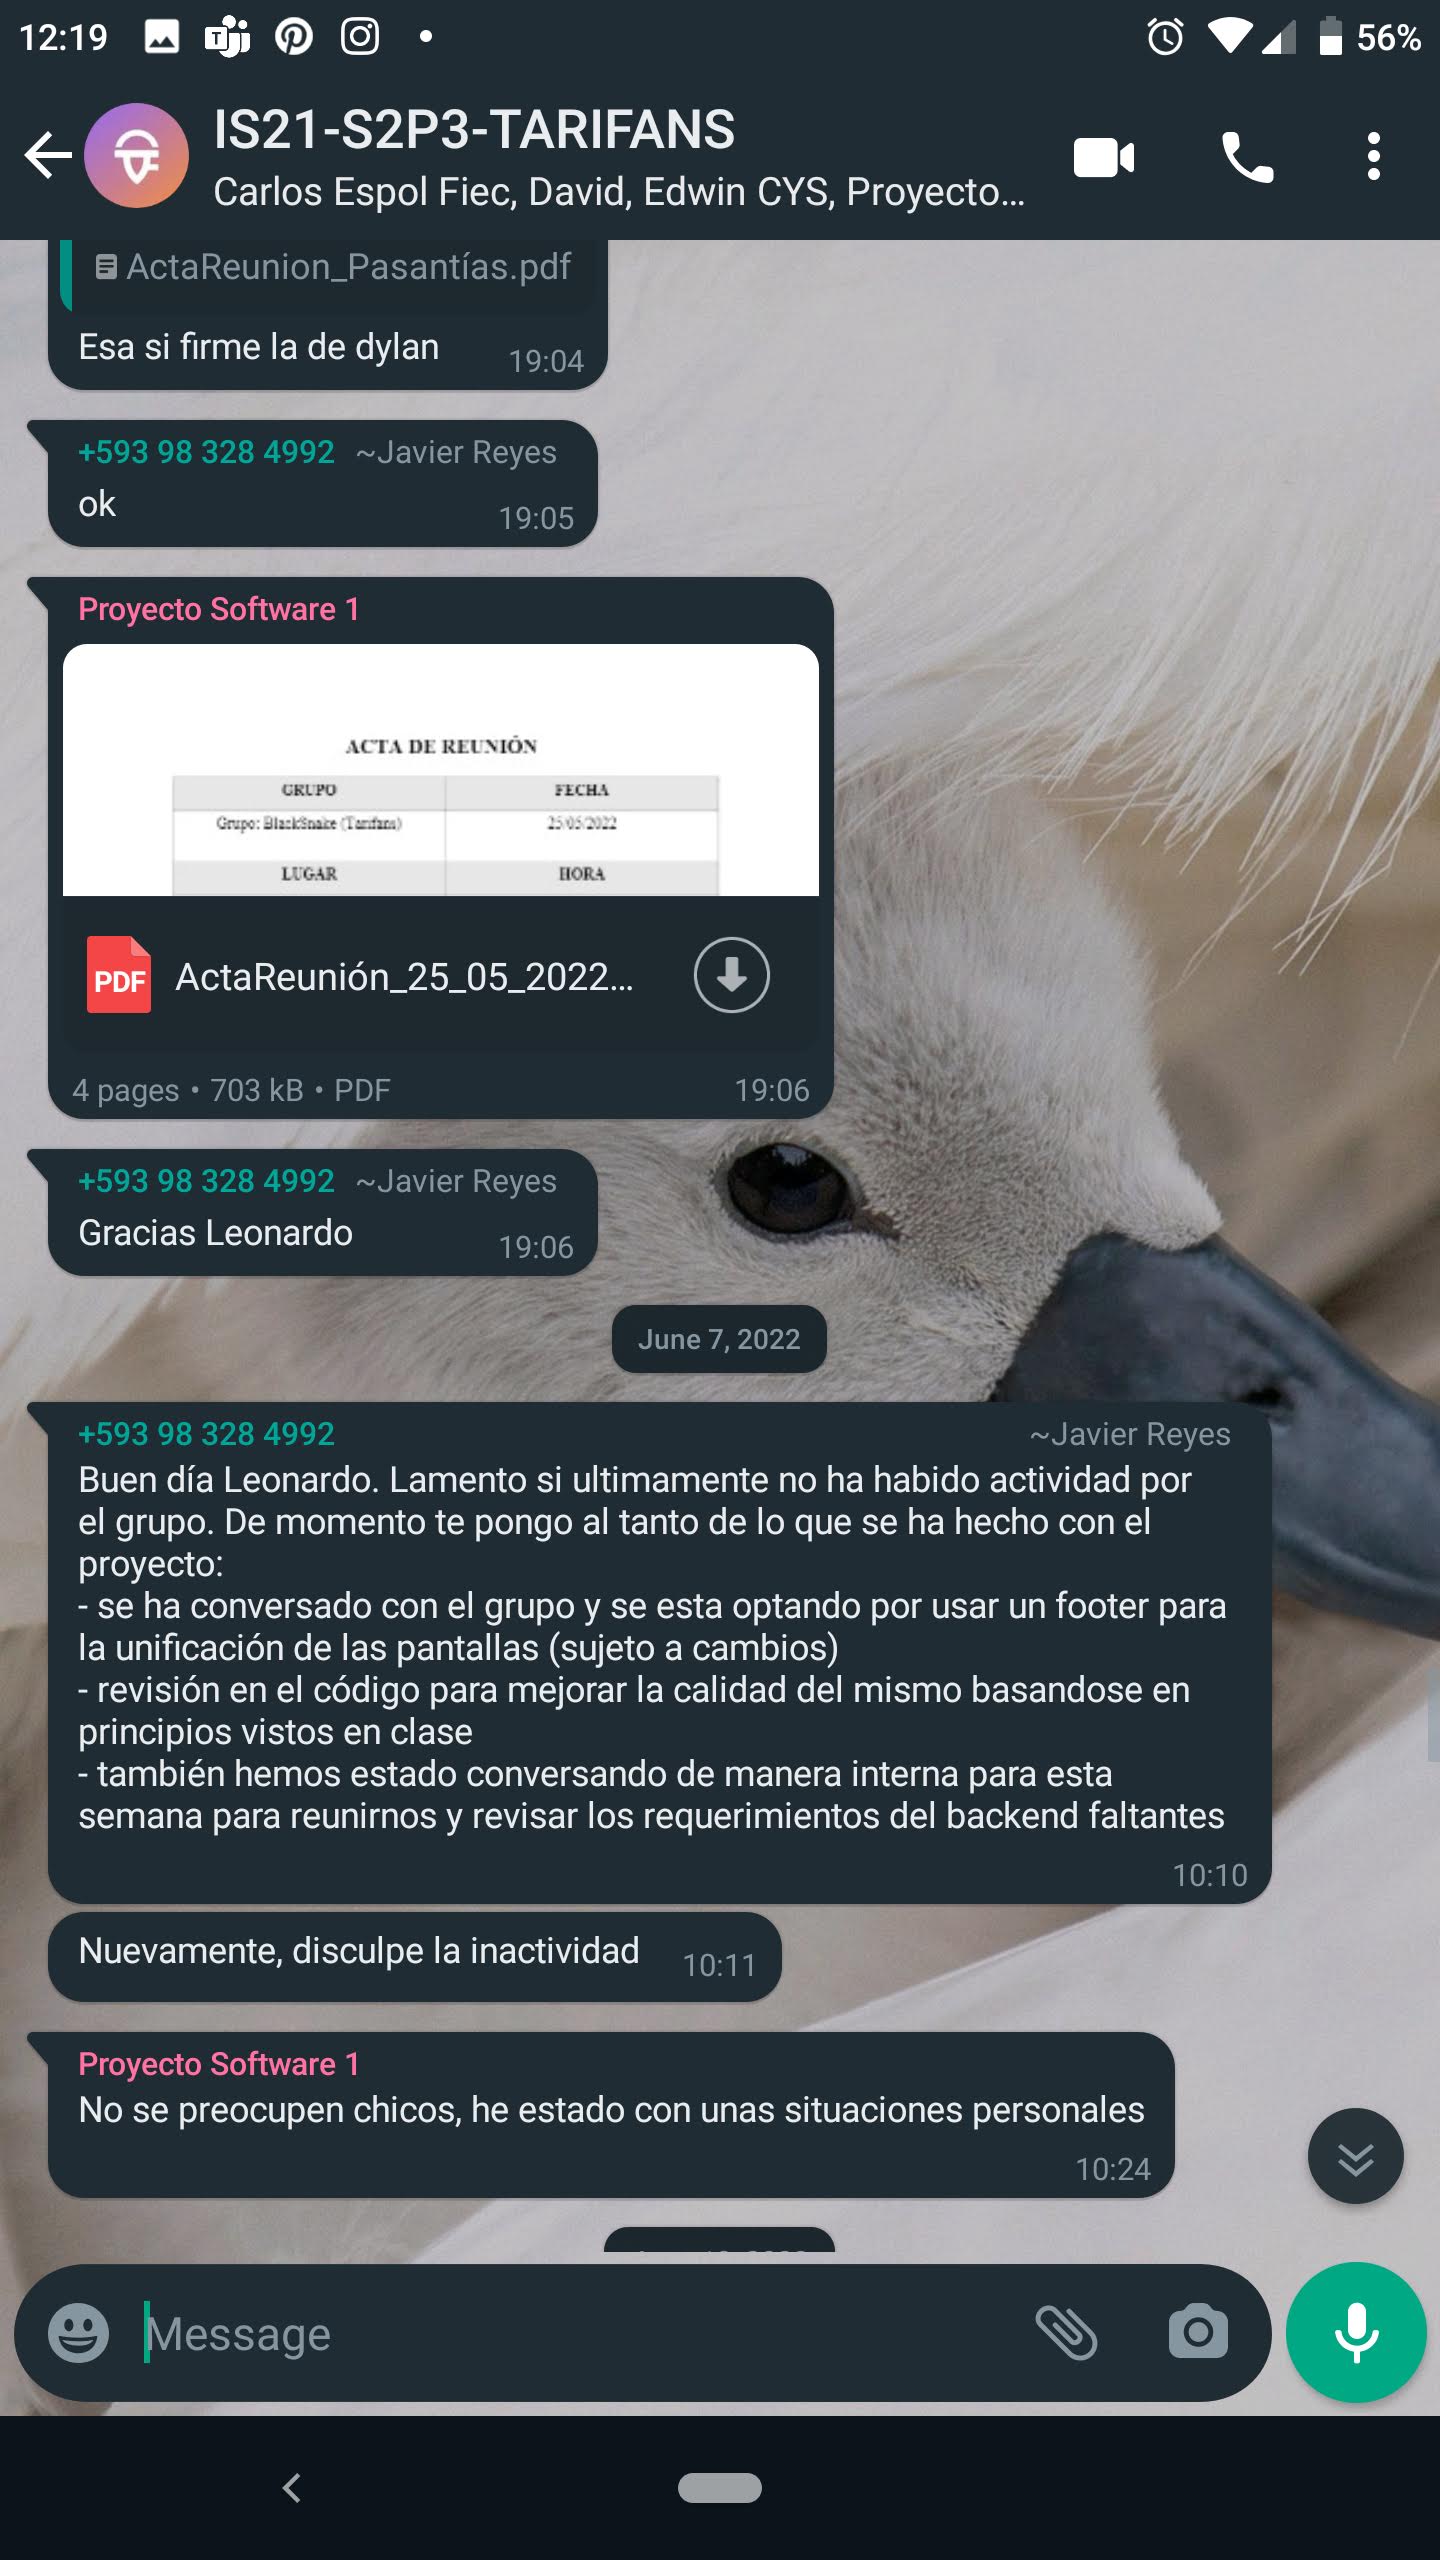 12:19
56%
IS21-S2P3-TARIFANS
Carlos Espol Fiec, David, Edwin CYS, Proyecto...
ActaReunion_Pasantías.pdf
Esa si firme la de dylan
19:04
+593 98 328 4992 ~Javier Reyes
ok
19:05
Proyecto Software 1
ACTA DE REUNIÓN
GRUPO FECHA
Grupo: BlackSnake (Tarifans) 25/05/2022
LUGAR HORA
PDF ActaReunión_25_05_2022...
4 pages • 703 kB • PDF 19:06
+593 98 328 4992 ~Javier Reyes
Gracias Leonardo
19:06
June 7, 2022
+593 98 328 4992 ~Javier Reyes
Buen día Leonardo. Lamento si ultimamente no ha habido actividad por
el grupo. De momento te pongo al tanto de lo que se ha hecho con el
proyecto:
- se ha conversado con el grupo y se esta optando por usar un footer para
la unificación de las pantallas (sujeto a cambios)
- revisión en el código para mejorar la calidad del mismo basandose en
principios vistos en clase
- también hemos estado conversando de manera interna para esta
semana para reunirnos y revisar los requerimientos del backend faltantes
10:10
Nuevamente, disculpe la inactividad 10:11
Proyecto Software 1
No se preocupen chicos, he estado con unas situaciones personales
10:24
Message